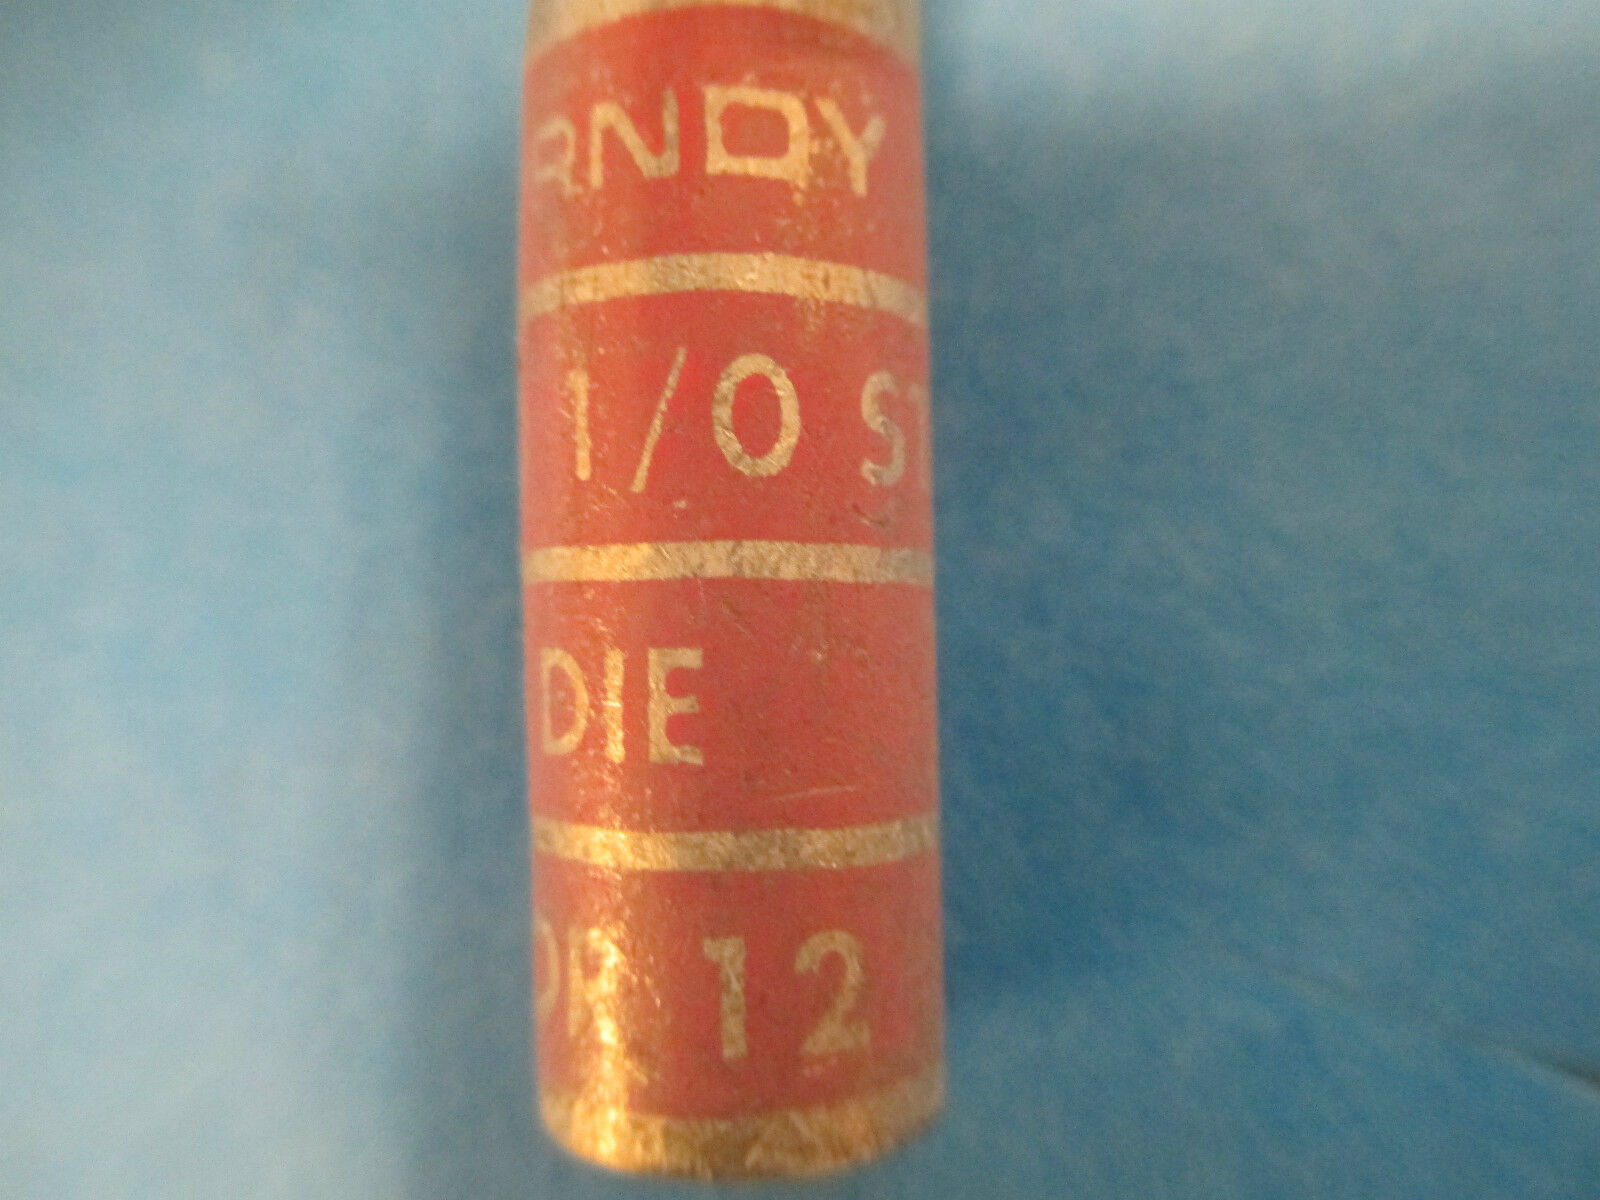 RNDY
1/0 ST
DIE
OR 12